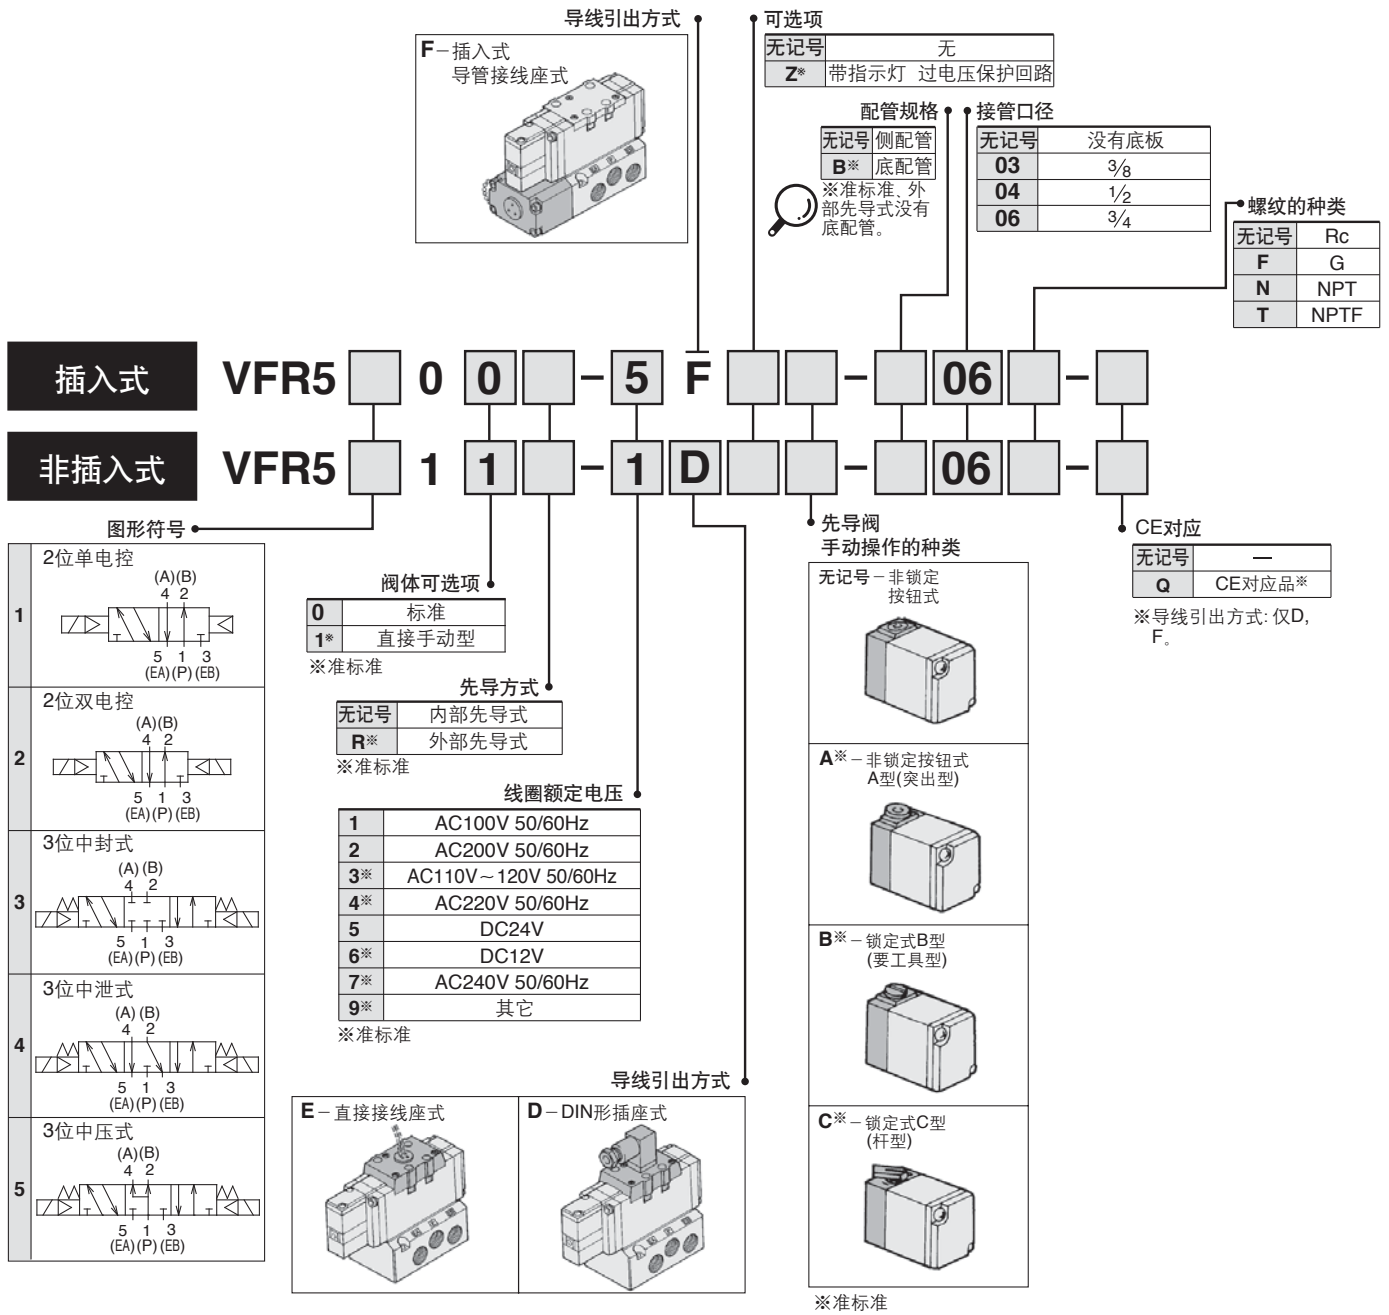 导线引出方式
F－插入式
导管接线座式
可选项
无记号 无
Z※ 带指示灯 过电压保护回路
配管规格
无记号 侧配管
B※ 底配管
※准标准、外
部先导式没有
底配管。
接管口径
无记号 没有底板
03 3/8
04 1/2
06 3/4
螺纹的种类
无记号 Rc
F G
N NPT
T NPTF
插入式 VFR5 0 0 － 5 F － 06 －
非插入式 VFR5 1 1 － 1 D － 06 －
图形符号
1
2位单电控
(A)(B)
4 2
5 1 3
(EA)(P)(EB)
2
2位双电控
(A)(B)
4 2
5 1 3
(EA)(P)(EB)
3
3位中封式
(A)(B)
4 2
5 1 3
(EA)(P)(EB)
4
3位中泄式
(A)(B)
4 2
5 1 3
(EA)(P)(EB)
5
3位中压式
(A)(B)
4 2
5 1 3
(EA)(P)(EB)
阀体可选项
0 标准
1※ 直接手动型
※准标准
先导方式
无记号 内部先导式
R※ 外部先导式
※准标准
线圈额定电压
1 AC100V 50/60Hz
2 AC200V 50/60Hz
3※ AC110V～120V 50/60Hz
4※ AC220V 50/60Hz
5 DC24V
6※ DC12V
7※ AC240V 50/60Hz
9※ 其它
※准标准
导线引出方式
E－直接接线座式
D－DIN形插座式
先导阀
手动操作的种类
无记号－非锁定
按钮式
A※－非锁定按钮式
A型(突出型)
B※－锁定式B型
(要工具型)
C※－锁定式C型
(杆型)
※准标准
CE对应
无记号 —
Q CE对应品※
※导线引出方式: 仅D,
F。